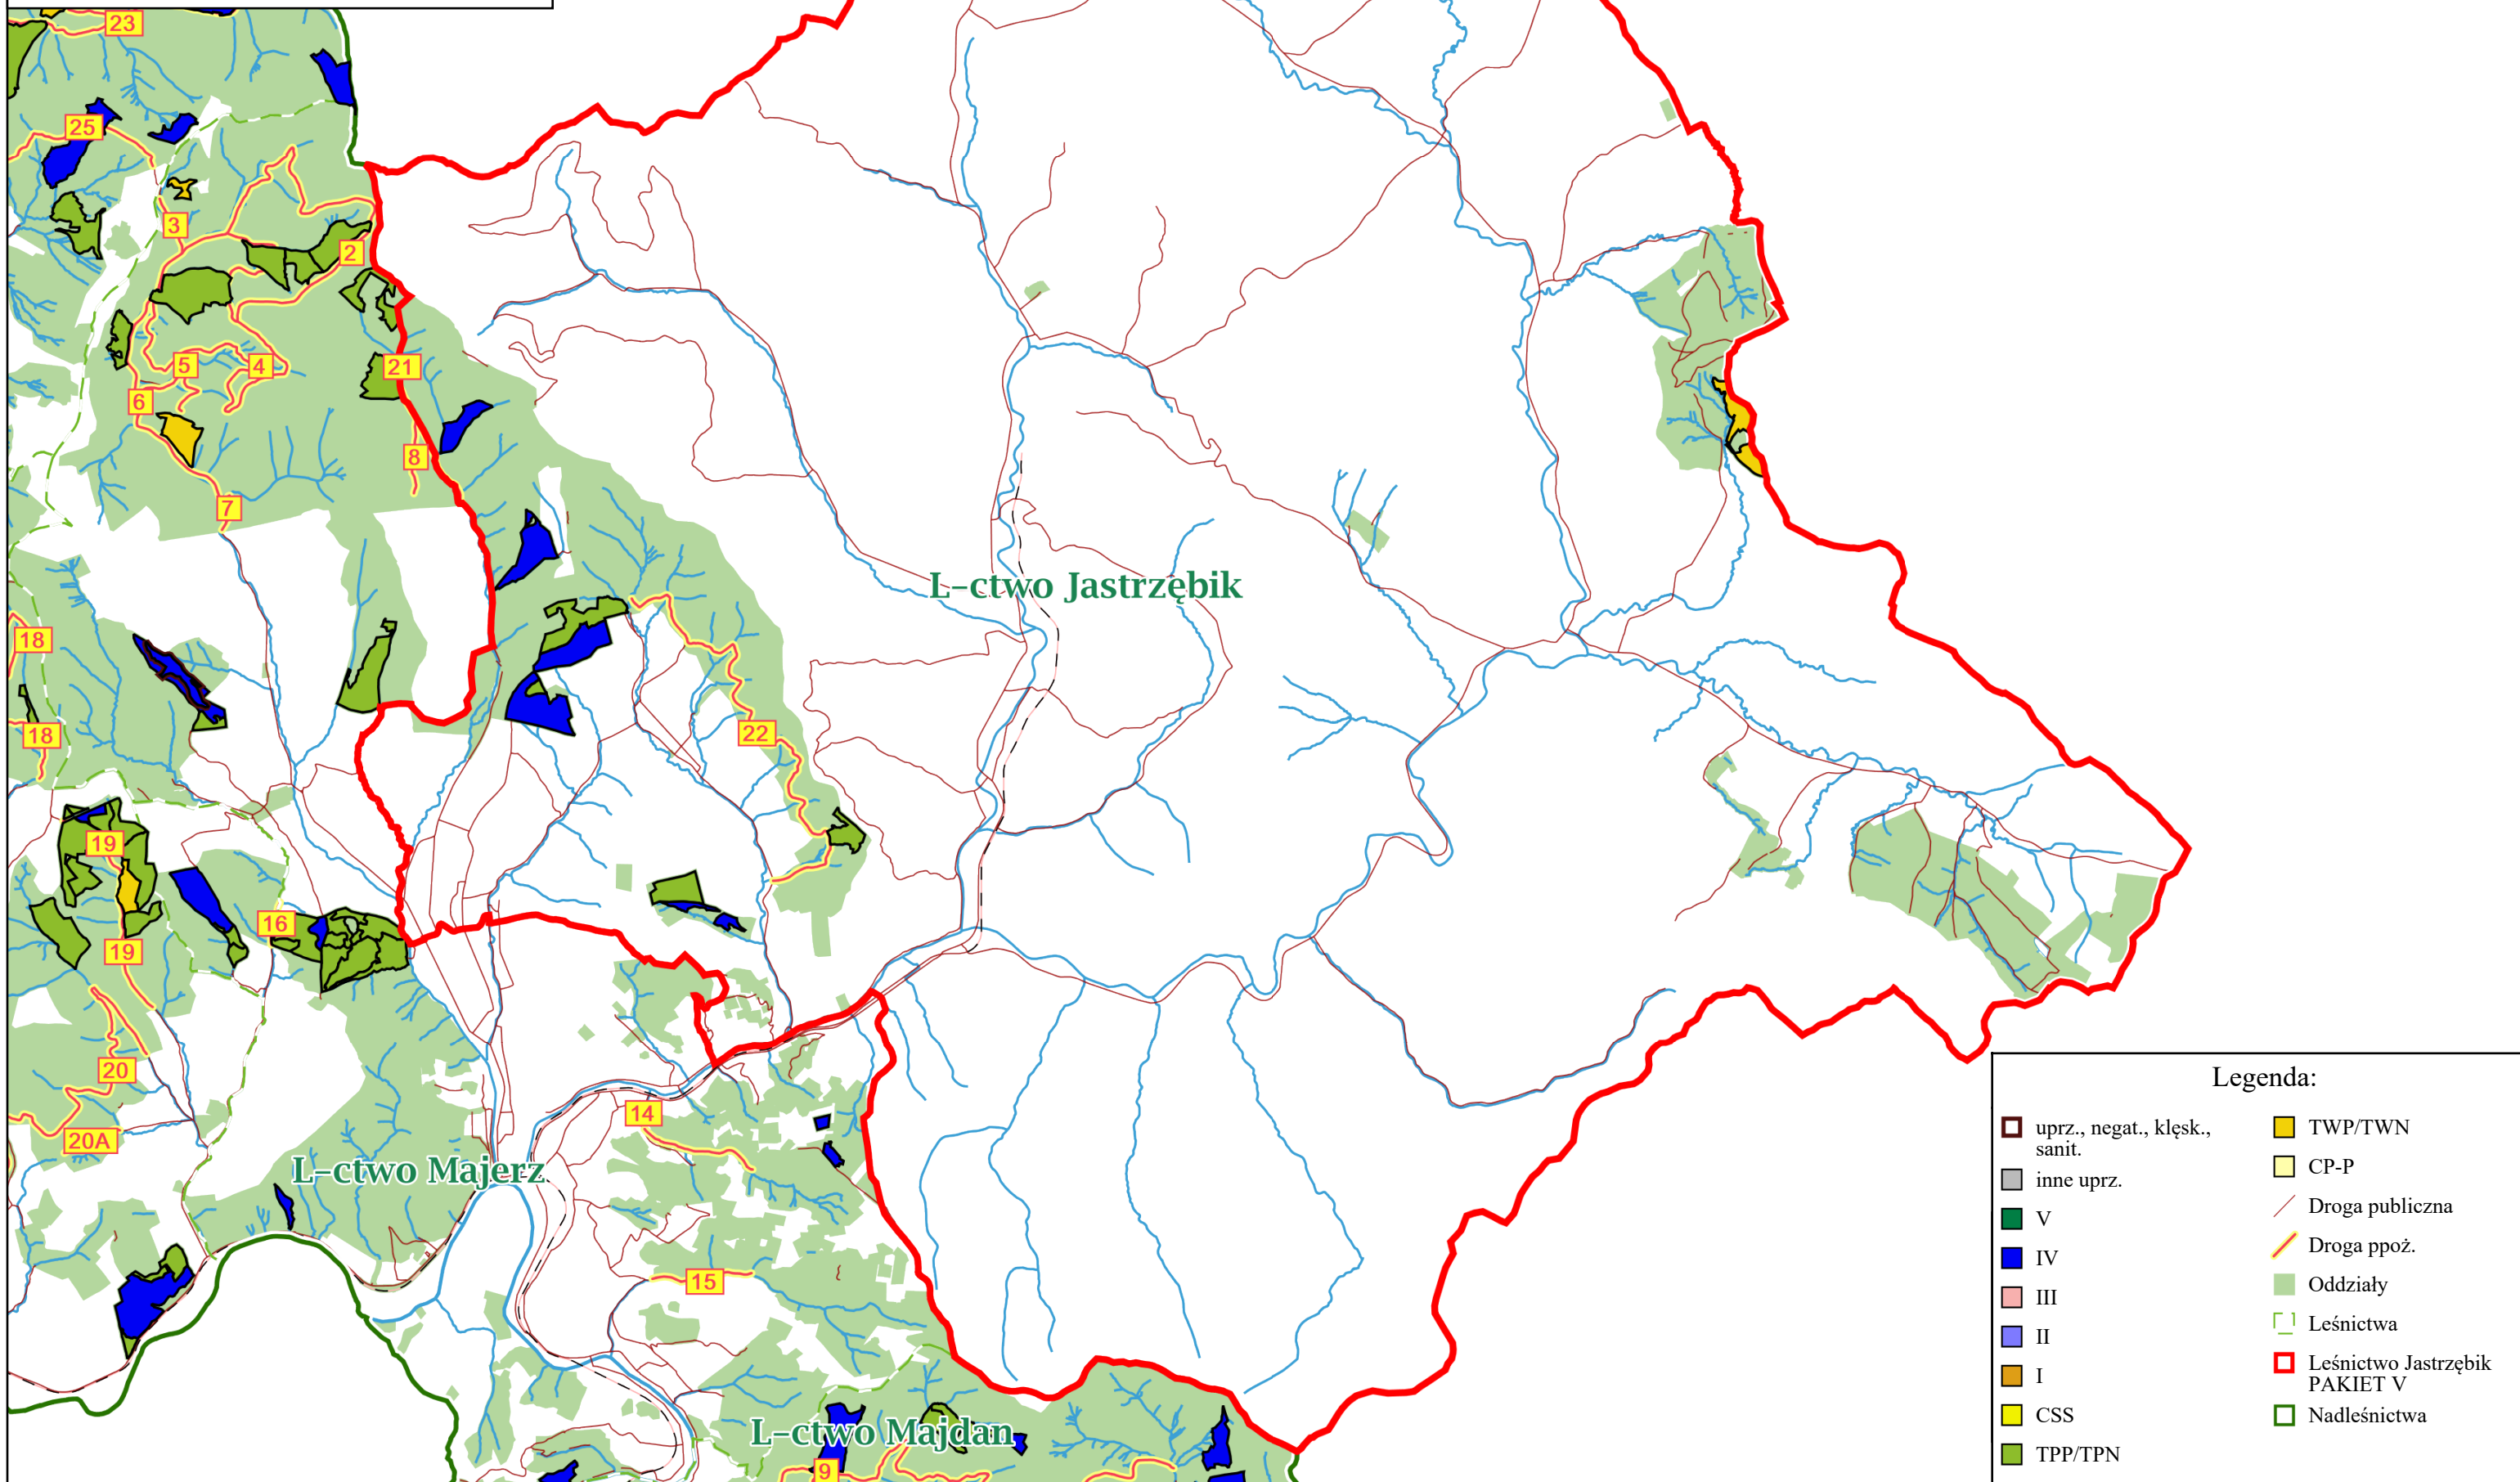 23
25
3
2
5
4
21
6
8
7
L-ctwo Jastrzębik
18
18
22
19
16
19
20
14
20A
L-ctwo Majerz
15
L-ctwo Majdan
9
Legenda:
uprz., negat., klęsk.,
sanit.
inne uprz.
V
IV
III
II
I
CSS
TPP/TPN
TWP/TWN
CP-P
Droga publiczna
Droga ppoż.
Oddziały
Leśnictwa
Leśnictwo Jastrzębik
PAKIET V
Nadleśnictwa